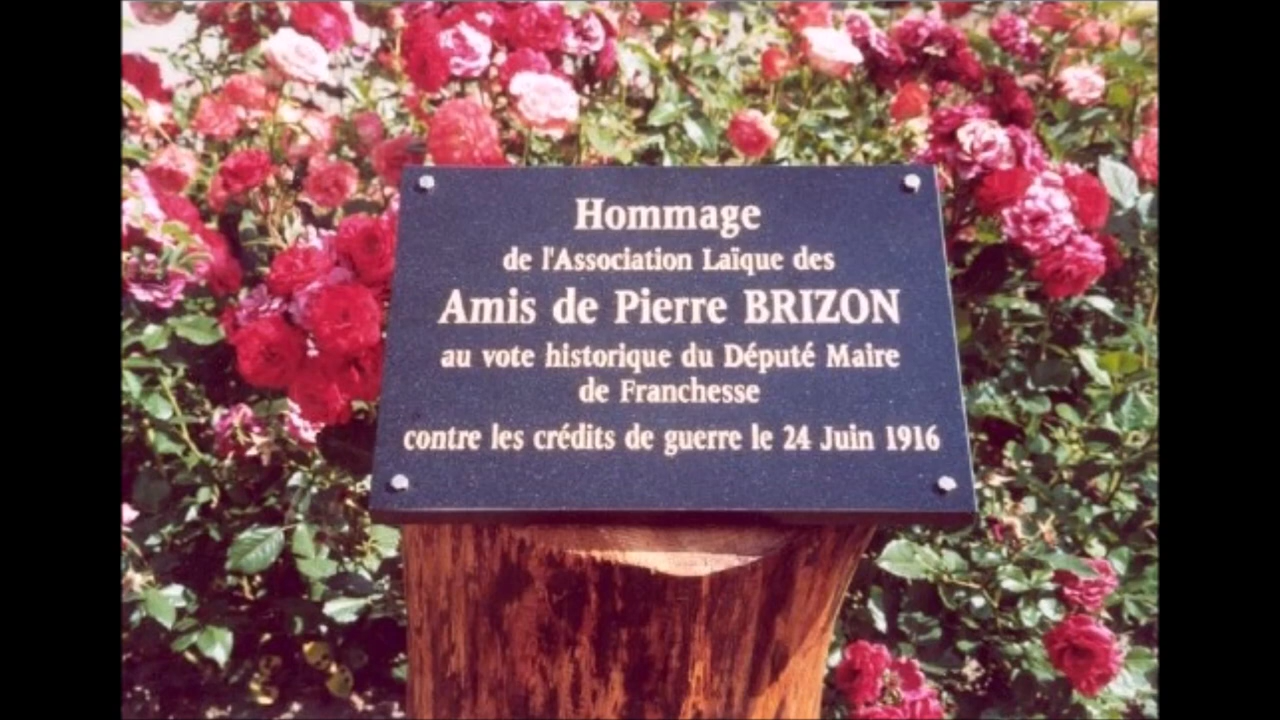 Hommage
de l'Association Laïque des
Amis de Pierre BRIZON
au vote historique du Député Maire
de Franchesse
contre les crédits de guerre le 24 Juin 1916